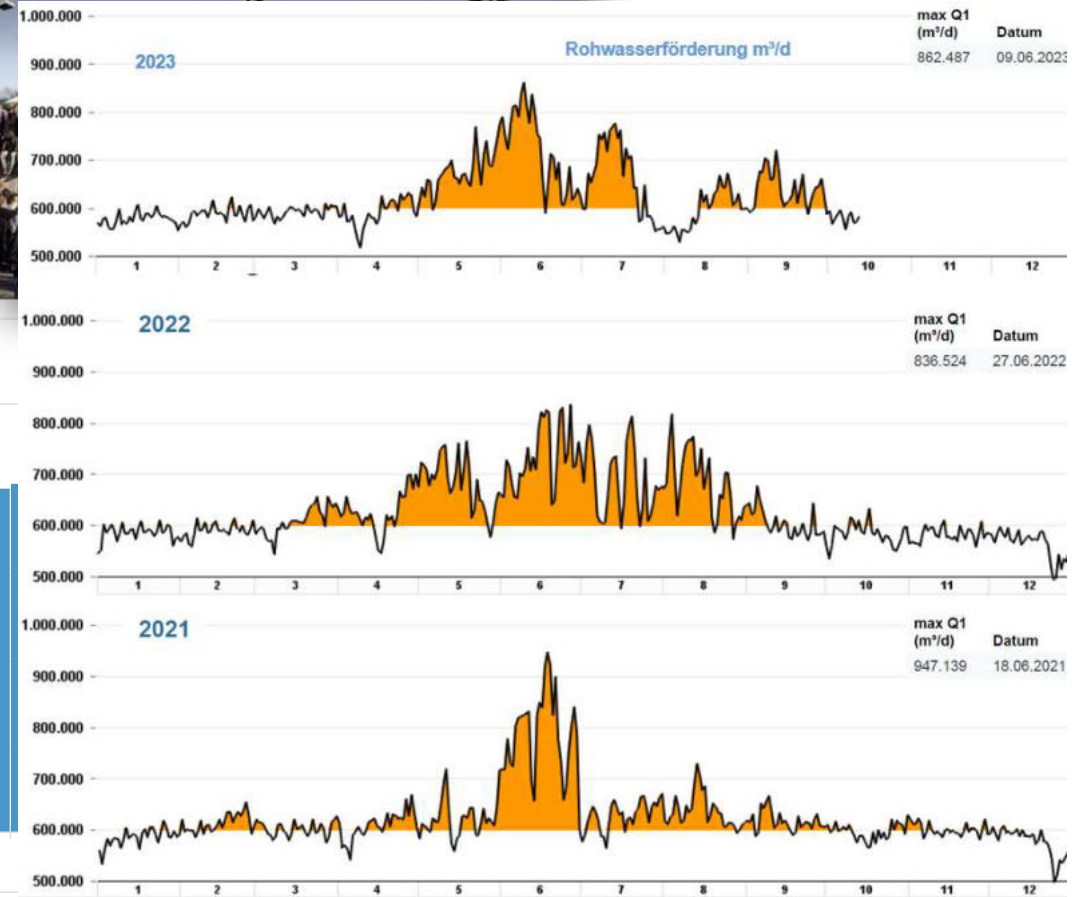 1.000.000
max Q1
(m³/d) Datum
2023
Rohwasserförderung m³/d
862.487 09.06.2023
900.000
800.000
700.000
600.000
500.000
1 2 3 4 5 6 7 8 9 10 11 12
1.000.000
2022
max Q1
(m³/d) Datum
836.524 27.06.2022
900.000
800.000
700.000
600.000
500.000
1 2 3 4 5 6 7 8 9 10 11 12
1.000.000
2021
max Q1
(m³/d) Datum
947.139 18.06.2021
900.000
800.000
700.000
600.000
500.000
1 2 3 4 5 6 7 8 9 10 11 12